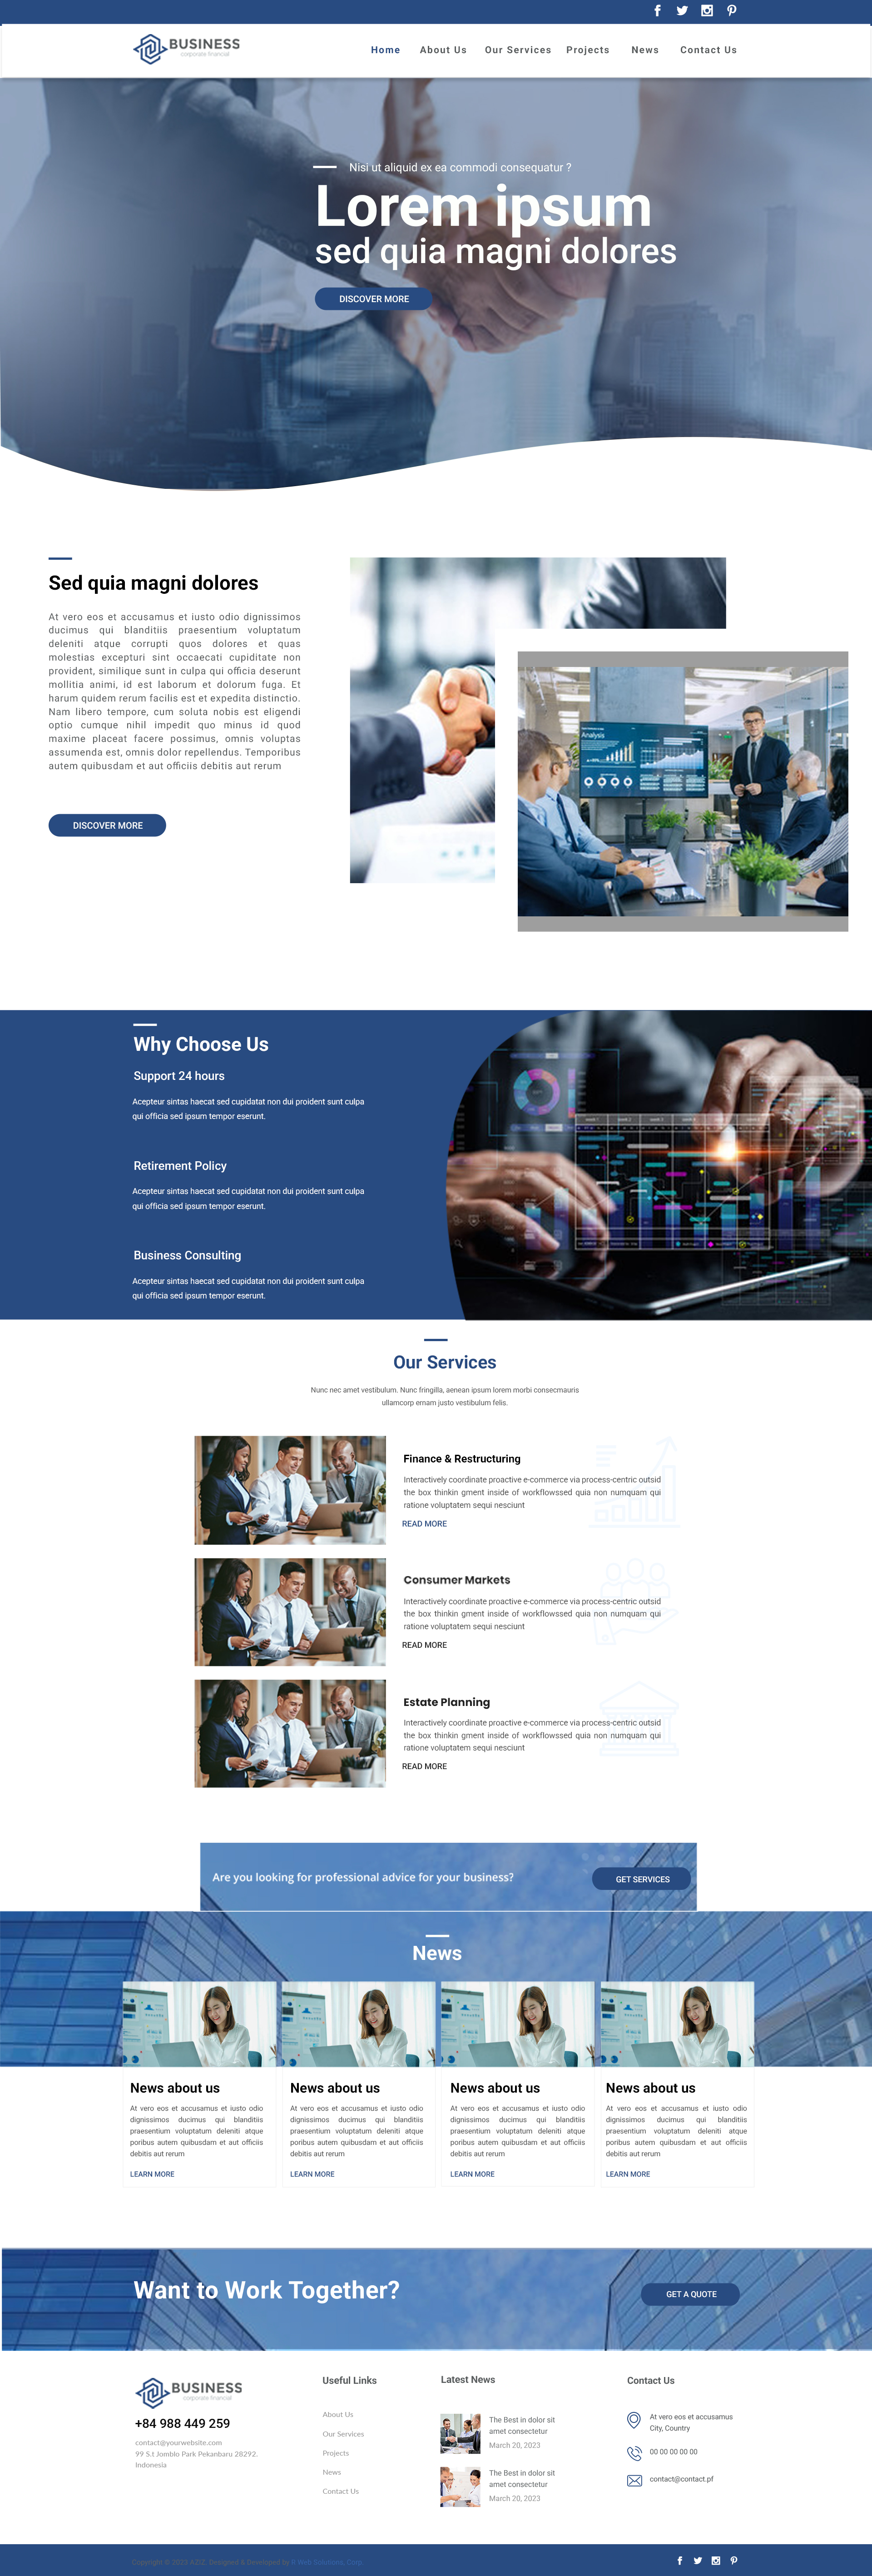 BUSINESS
corporate financial
Home About Us Our Services Projects News Contact Us
Nisi ut aliquid ex ea commodi consequatur ?
Lorem ipsum
sed quia magni dolores
DISCOVER MORE
Sed quia magni dolores
At vero eos et accusamus et iusto odio dignissimos
ducimus qui blanditiis praesentium voluptatum
deleniti atque corrupti quos dolores et quas
molestias excepturi sint occaecati cupiditate non
provident, similique sunt in culpa qui officia deserunt
mollitia animi, id est laborum et dolorum fuga. Et
harum quidem rerum facilis est et expedita distinctio.
Nam libero tempore, cum soluta nobis est eligendi
optio cumque nihil impedit quo minus id quod
maxime placeat facere possimus, omnis voluptas
assumenda est, omnis dolor repellendus. Temporibus
autem quibusdam et aut officiis debitis aut rerum
DISCOVER MORE
Analysis
Why Choose Us
Support 24 hours
Acepteur sintas haecat sed cupidatat non dui proident sunt culpa
qui officia sed ipsum tempor eserunt.
Retirement Policy
Acepteur sintas haecat sed cupidatat non dui proident sunt culpa
qui officia sed ipsum tempor eserunt.
Business Consulting
Acepteur sintas haecat sed cupidatat non dui proident sunt culpa
qui officia sed ipsum tempor eserunt.
Our Services
Nunc nec amet vestibulum. Nunc fringilla, aenean ipsum lorem morbi consecmauris
ullamcorp ernam justo vestibulum felis.
Finance & Restructuring
Interactively coordinate proactive e-commerce via process-centric outsid
the box thinkin gment inside of workflowssed quia non numquam qui
ratione voluptatem sequi nesciunt
READ MORE
Consumer Markets
Interactively coordinate proactive e-commerce via process-centric outsid
the box thinkin gment inside of workflowssed quia non numquam qui
ratione voluptatem sequi nesciunt
READ MORE
Estate Planning
Interactively coordinate proactive e-commerce via process-centric outsid
the box thinkin gment inside of workflowssed quia non numquam qui
ratione voluptatem sequi nesciunt
READ MORE
Are you looking for professional advice for your business?
GET SERVICES
News
News about us
At vero eos et accusamus et iusto odio
dignissimos ducimus qui blanditiis
praesentium voluptatum deleniti atque
poribus autem quibusdam et aut officiis
debitis aut rerum
LEARN MORE
News about us
At vero eos et accusamus et iusto odio
dignissimos ducimus qui blanditiis
praesentium voluptatum deleniti atque
poribus autem quibusdam et aut officiis
debitis aut rerum
LEARN MORE
News about us
At vero eos et accusamus et iusto odio
dignissimos ducimus qui blanditiis
praesentium voluptatum deleniti atque
poribus autem quibusdam et aut officiis
debitis aut rerum
LEARN MORE
News about us
At vero eos et accusamus et iusto odio
dignissimos ducimus qui blanditiis
praesentium voluptatum deleniti atque
poribus autem quibusdam et aut officiis
debitis aut rerum
LEARN MORE
Want to Work Together?
GET A QUOTE
BUSINESS
corporate financial
+84 988 449 259
contact@yourwebsite.com
99 S.t Jomblo Park Pekanbaru 28292.
Indonesia
Useful Links
About Us
Our Services
Projects
News
Contact Us
Latest News
The Best in dolor sit
amet consectetur
March 20, 2023
The Best in dolor sit
amet consectetur
March 20, 2023
Contact Us
At vero eos et accusamus
City, Country
00 00 00 00 00
contact@contact.pf